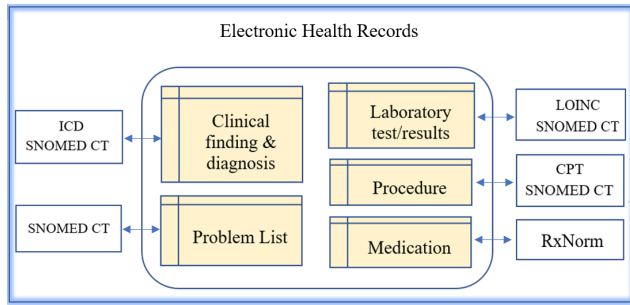 Electronic Health Records
ICD
SNOMED CT
Clinical
finding &
diagnosis
Laboratory
test/results
LOINC
SNOMED CT
Procedure
CPT
SNOMED CT
SNOMED CT
Problem List
Medication
RxNorm